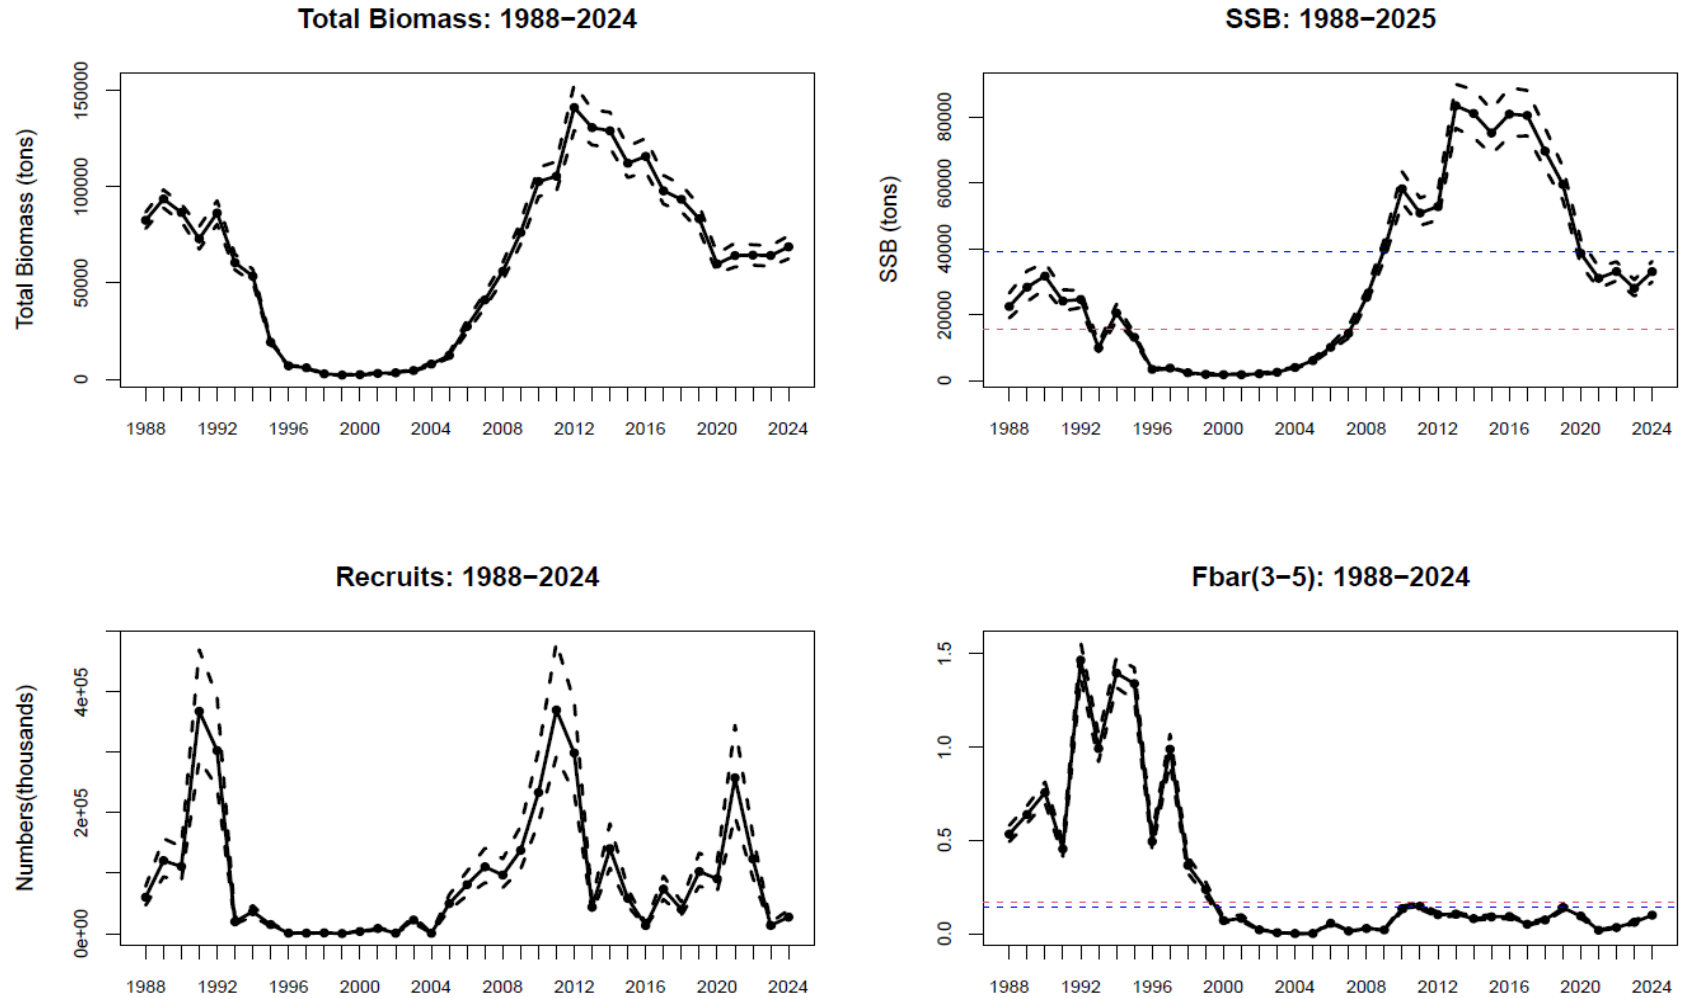 Total Biomass: 1988−2024
Total Biomass (tons)
150000
100000
50000
0
1988 1992 1996 2000 2004 2008 2012 2016 2020 2024
SSB: 1988−2025
SSB (tons)
80000
60000
40000
20000
0
1988 1992 1996 2000 2004 2008 2012 2016 2020 2024
Recruits: 1988−2024
Numbers(thousands)
4e+05
2e+05
0e+00
1988 1992 1996 2000 2004 2008 2012 2016 2020 2024
Fbar(3−5): 1988−2024
1.5
1.0
0.5
0.0
1988 1992 1996 2000 2004 2008 2012 2016 2020 2024